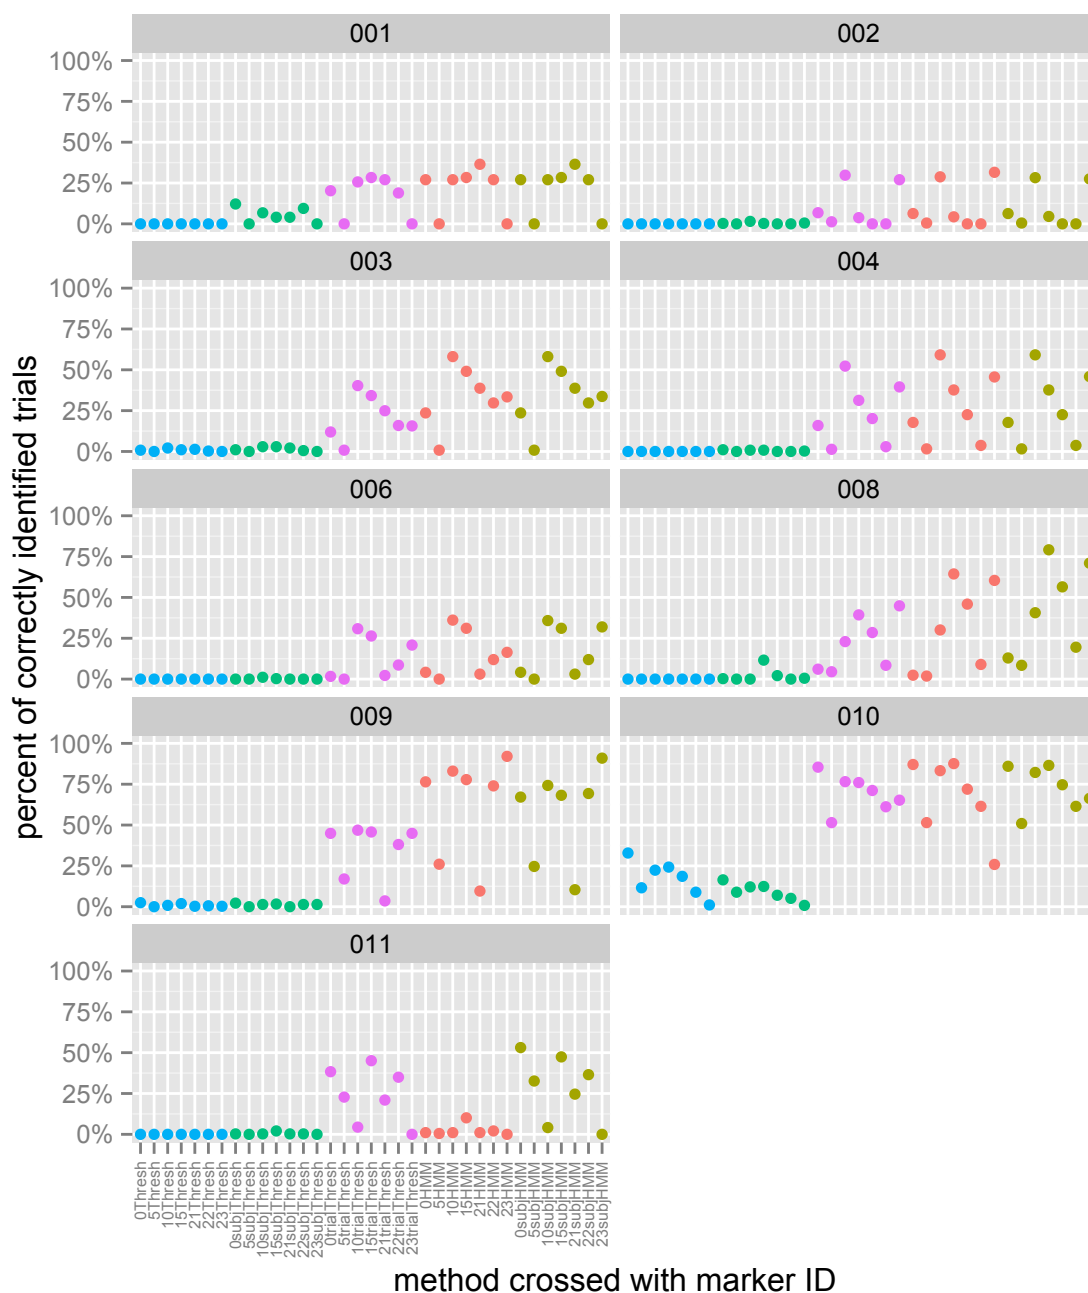 001
002
100%
75%
50%
25%
0%
003
004
100%
75%
50%
25%
0%
006
008
100%
75%
50%
25%
0%
009
010
100%
75%
50%
25%
0%
011
100%
75%
50%
25%
0%
percent of correctly identified trials
0Thresh
5Thresh
10Thresh
15Thresh
21Thresh
22Thresh
23Thresh
0subjThresh
5subjThresh
10subjThresh
15subjThresh
21subjThresh
22subjThresh
23subjThresh
0trialThresh
5trialThresh
10trialThresh
15trialThresh
21trialThresh
22trialThresh
23trialThresh
0HMM
5HMM
10HMM
15HMM
21HMM
22HMM
23HMM
0subjHMM
5subjHMM
10subjHMM
15subjHMM
21subjHMM
22subjHMM
23subjHMM
method crossed with marker ID